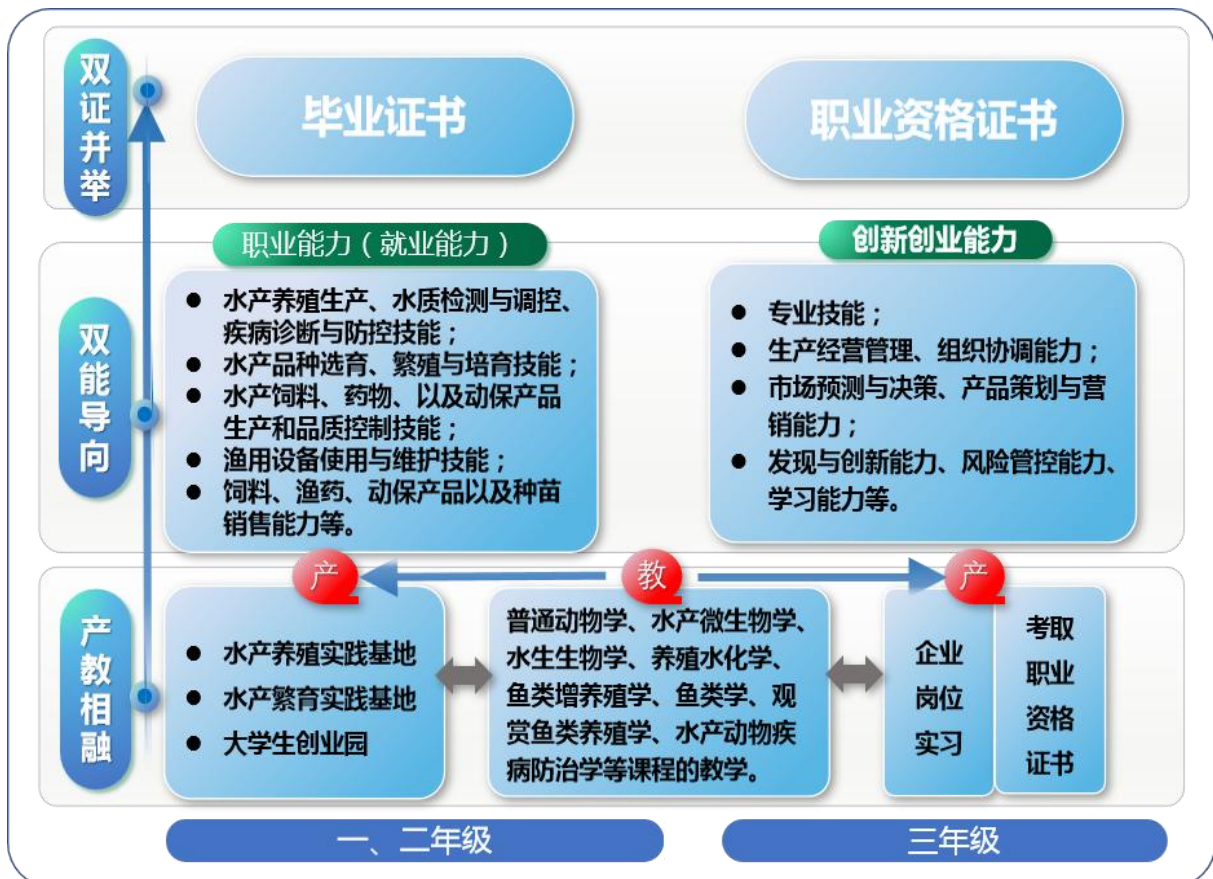 双证并举
毕业证书
职业资格证书
双能导向
职业能力（就业能力）
● 水产养殖生产、水质检测与调控、
疾病诊断与防控技能；
● 水产品种选育、繁殖与培育技能；
● 水产饲料、药物、以及动保产品
生产和品质控制技能；
● 渔用设备使用与维护技能；
● 饲料、渔药、动保产品以及种苗
销售能力等。
创新创业能力
● 专业技能；
● 生产经营管理、组织协调能力；
● 市场预测与决策、产品策划与营
销能力；
● 发现与创新能力、风险管控能力、
学习能力等。
产教相融
产
教
产
● 水产养殖实践基地
● 水产繁育实践基地
● 大学生创业园
普通动物学、水产微生物学、
水生生物学、养殖水化学、
鱼类增养殖学、鱼类学、观
赏鱼类养殖学、水产动物疾
病防治学等课程的教学。
企业
岗位
实习
考取
职业
资格
证书
一、二年级
三年级